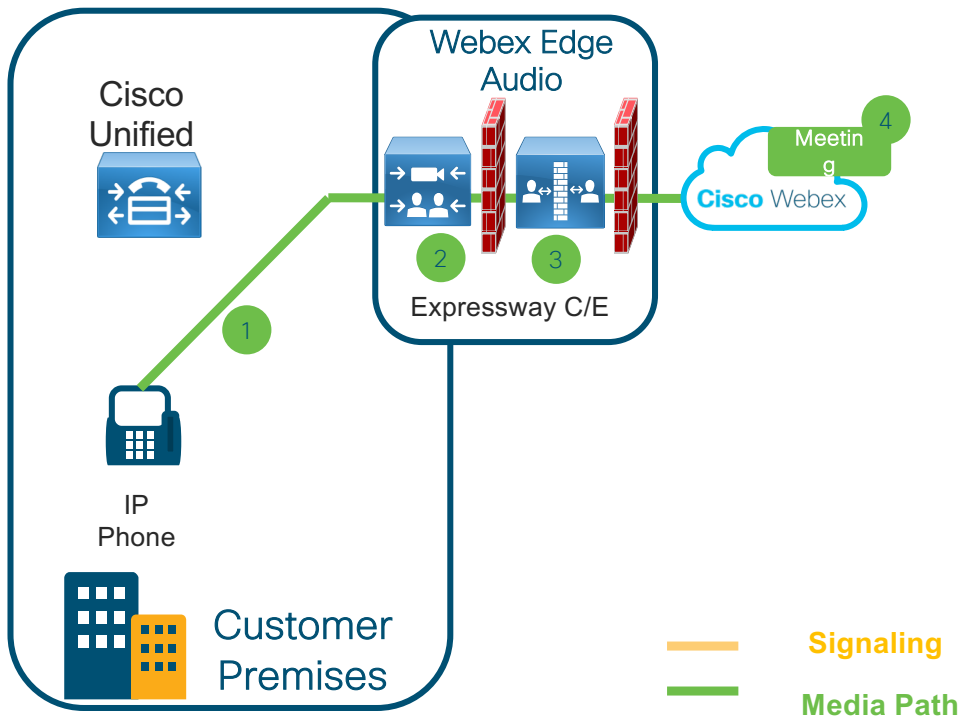 Webex Edge
Audio
Cisco
Unified
4
Meetin
g
Cisco Webex
2
3
Expressway C/E
1
IP
Phone
Customer
Premises
Signaling
Media Path